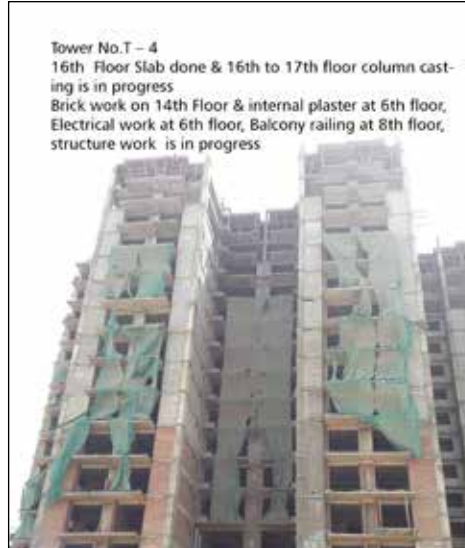 Tower No.T – 4
16th Floor Slab done & 16th to 17th floor column cast-
ing is in progress
Brick work on 14th Floor & internal plaster at 6th floor,
Electrical work at 6th floor, Balcony railing at 8th floor,
structure work is in progress